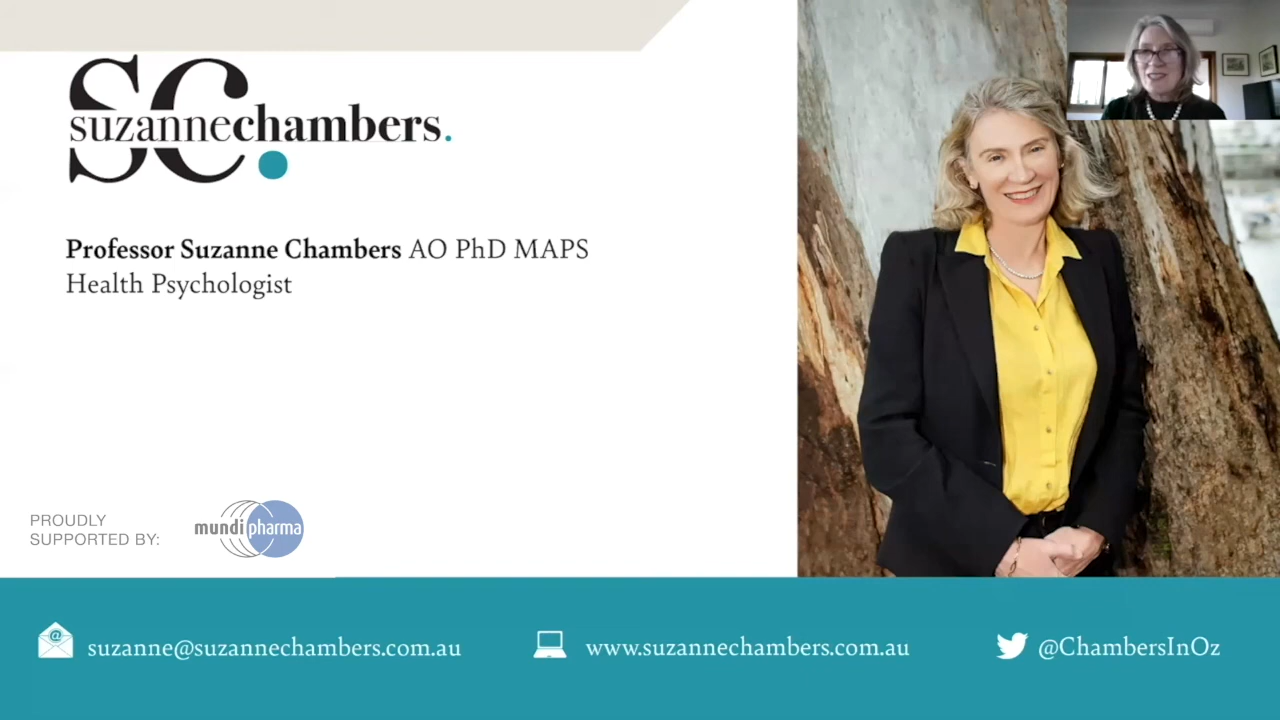 SC.
suzannechambers.
Professor Suzanne Chambers AO PhD MAPS
Health Psychologist
PROUDLY
SUPPORTED BY:
mundipharma
suzanne@suzannechambers.com.au
www.suzannechambers.com.au
@ChambersInOz